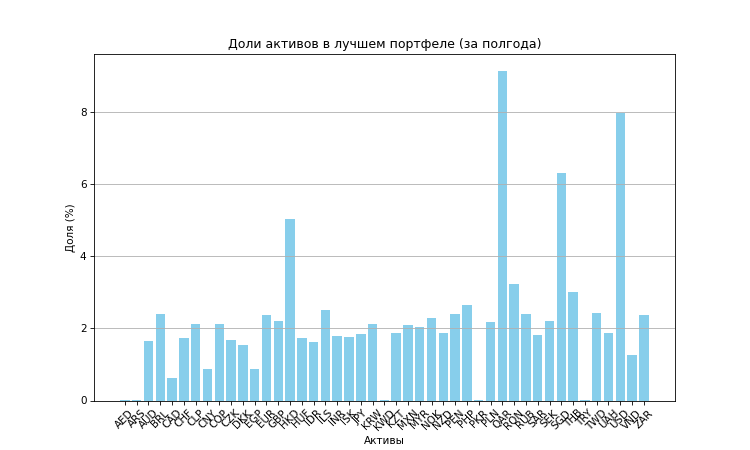 Доли активов в лучшем портфеле (за полгода)
Доля (%)
8
6
4
2
0
AED ARS AUD BRL CAD CHF CLP CNY COP CZK DKK EGP EUR GBP HKD HUF IDR ILS INR ISK JPY KRW KWD KZT MXN MYR NOK NZD PEN PHP PKR PLN QAR RON RUB SAR SEK SGD THB TRY TWD UAH USD VND ZAR
Активы